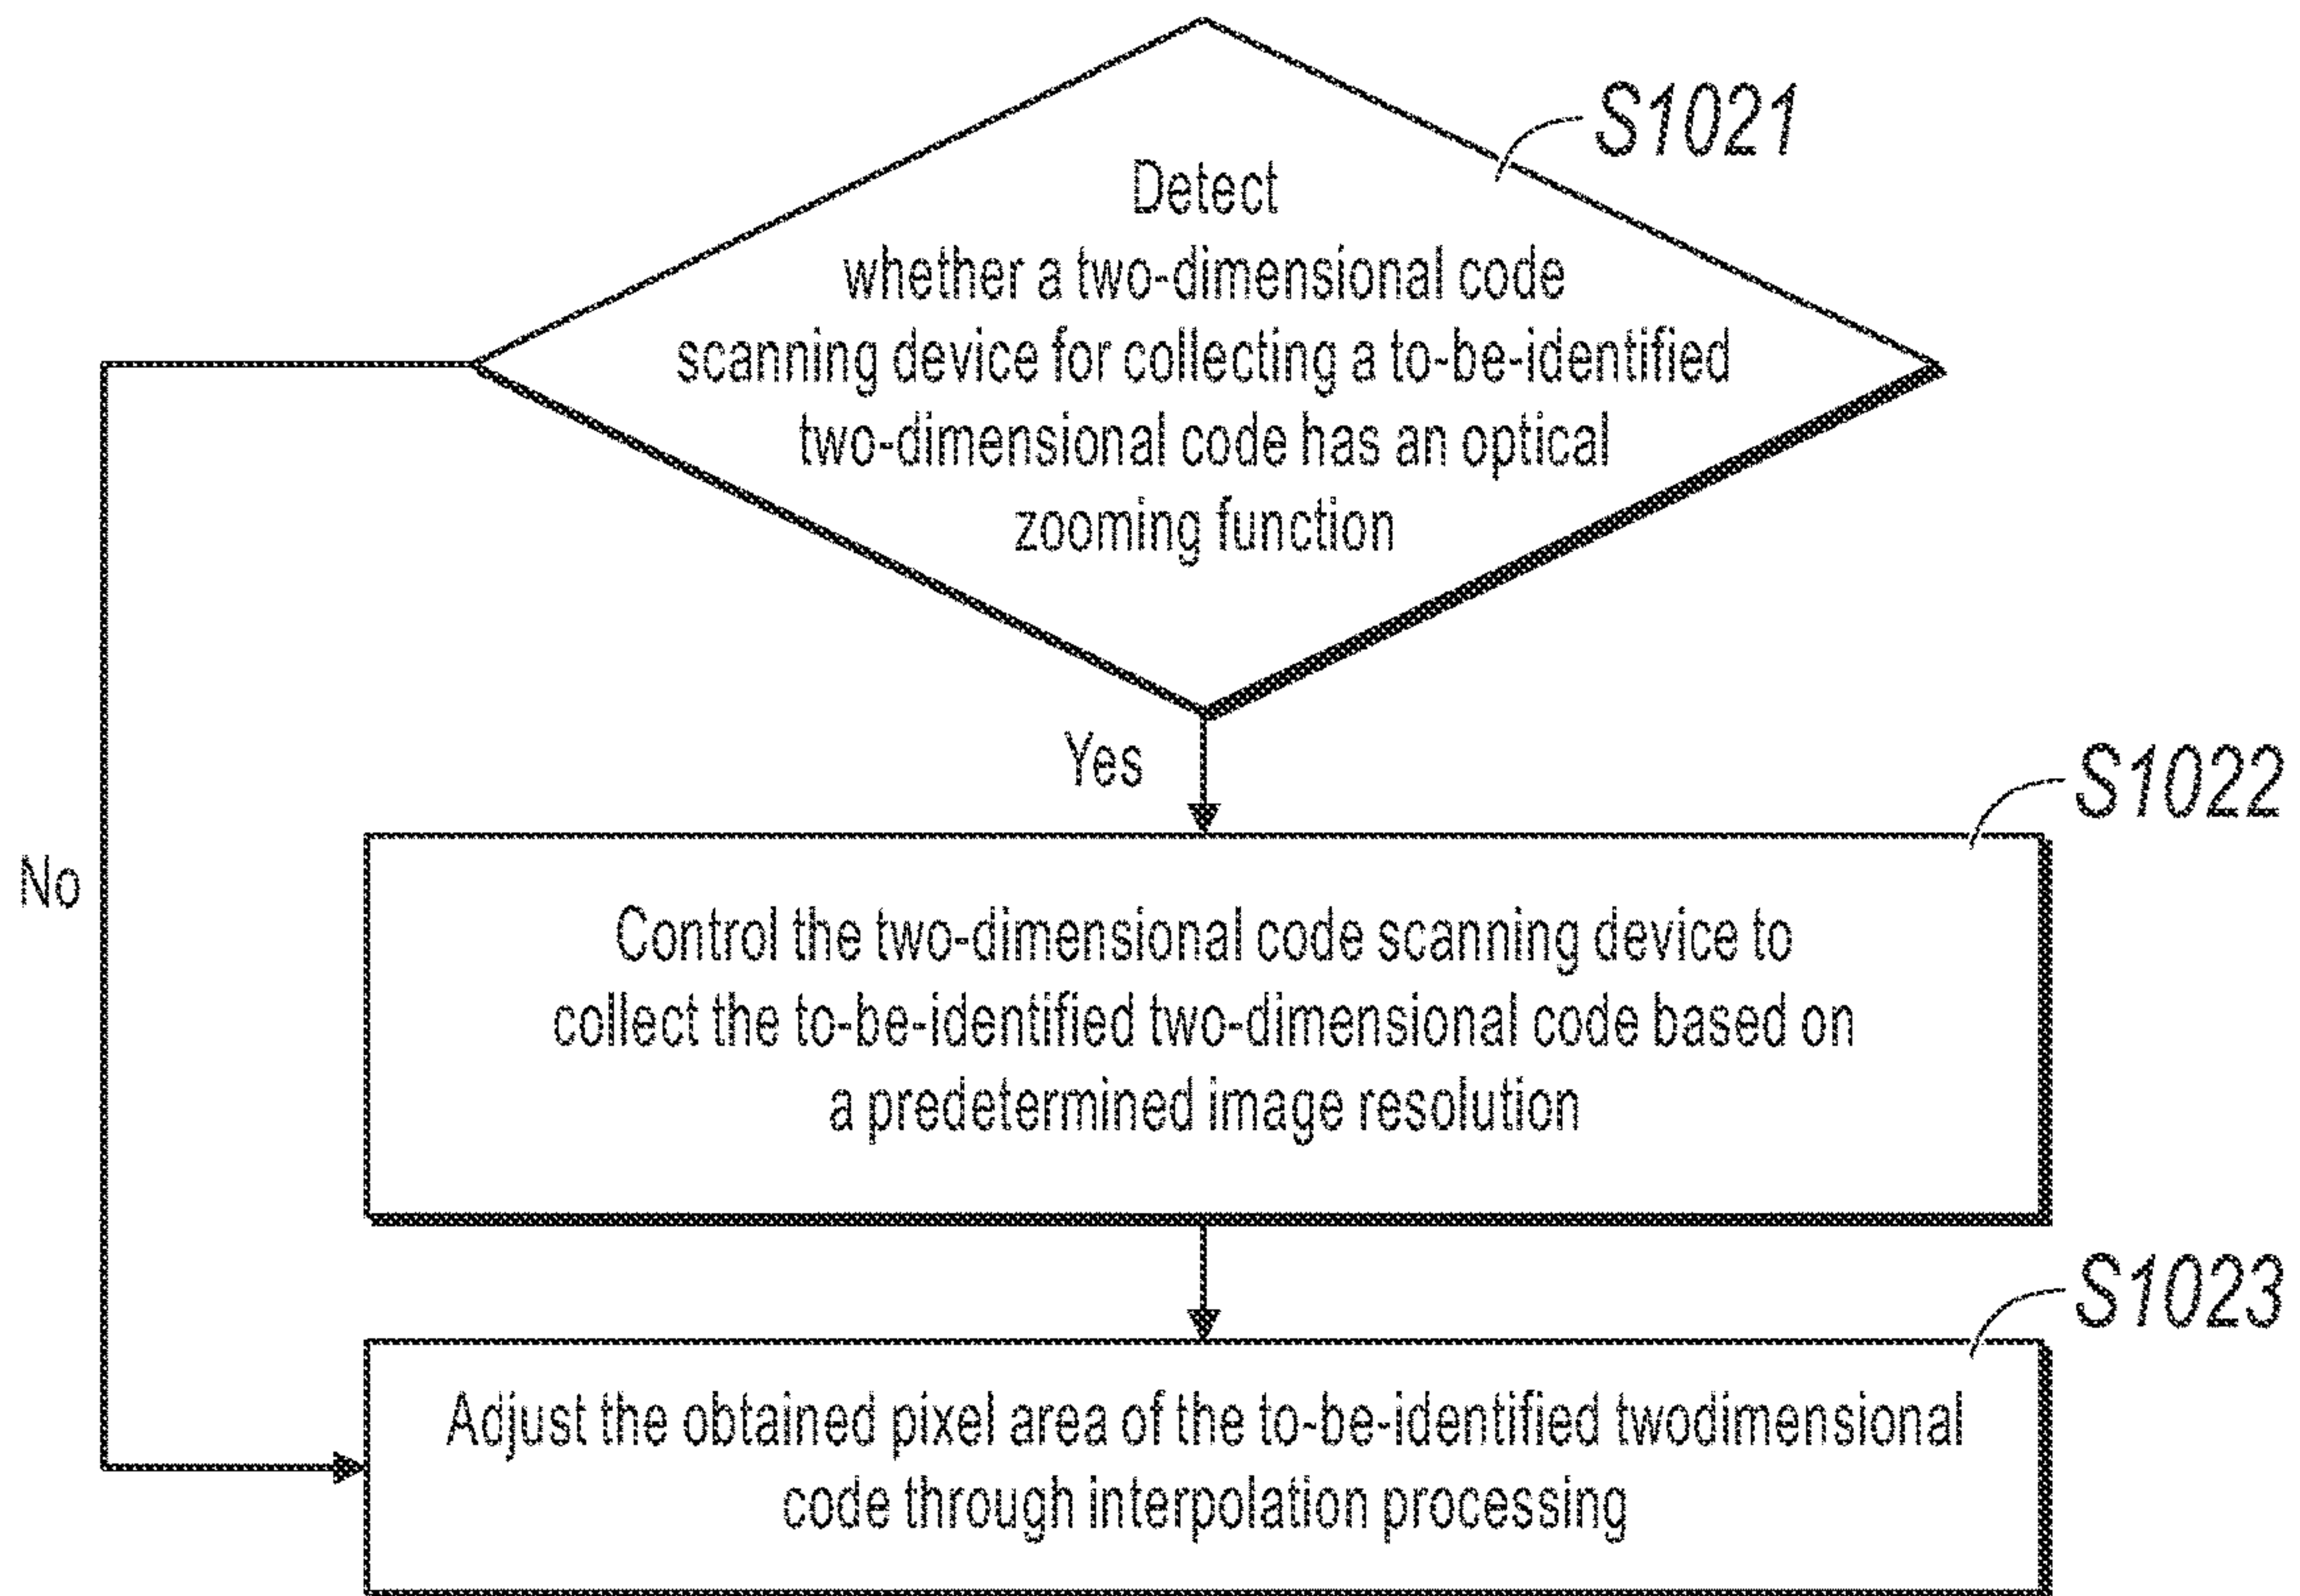 S1021
Detect
whether a two-dimensional code
scanning device for collecting a to-be-identified
two-dimensional code has an optical
zooming function
Yes
No
S1022
Control the two-dimensional code scanning device to
collect the to-be-identified two-dimensional code based on
a predetermined image resolution
S1023
Adjust the obtained pixel area of the to-be-identified twodimensional
code through interpolation processing